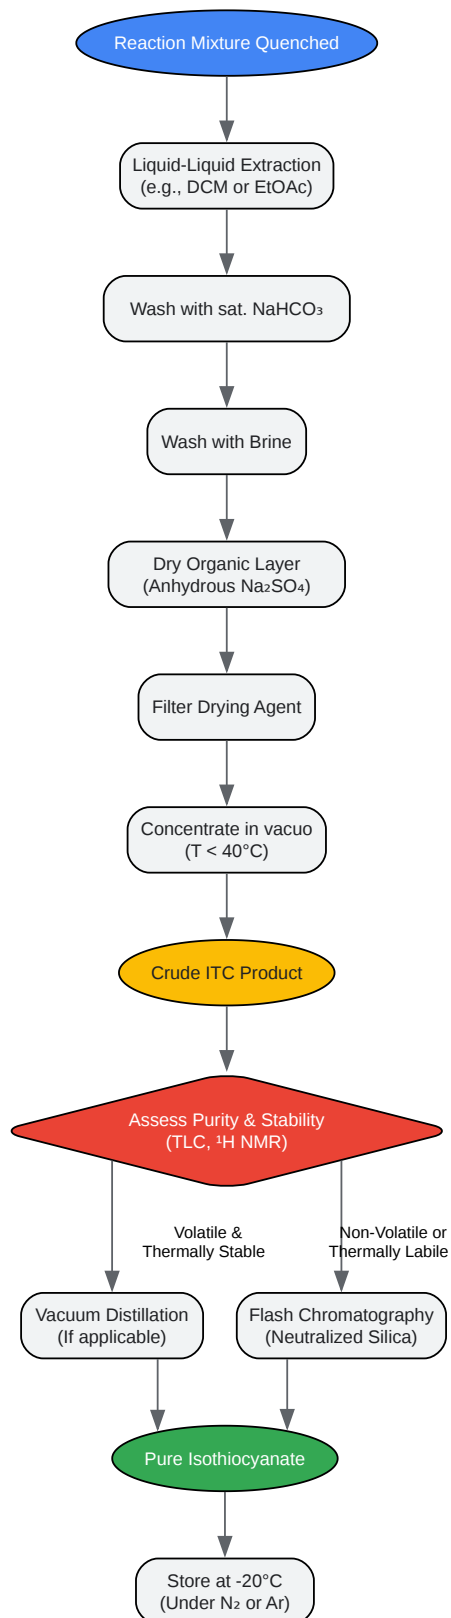 Reaction Mixture Quenched
Liquid-Liquid Extraction
(e.g., DCM or EtOAc)
Wash with sat. NaHCO₃
Wash with Brine
Dry Organic Layer
(Anhydrous Na₂SO₄)
Filter Drying Agent
Concentrate in vacuo
(T < 40°C)
Crude ITC Product
Assess Purity & Stability
(TLC, ¹H NMR)
Volatile &
Thermally Stable
Non-Volatile or
Thermally Labile
Vacuum Distillation
(If applicable)
Flash Chromatography
(Neutralized Silica)
Pure Isothiocyanate
Store at -20°C
(Under N₂ or Ar)